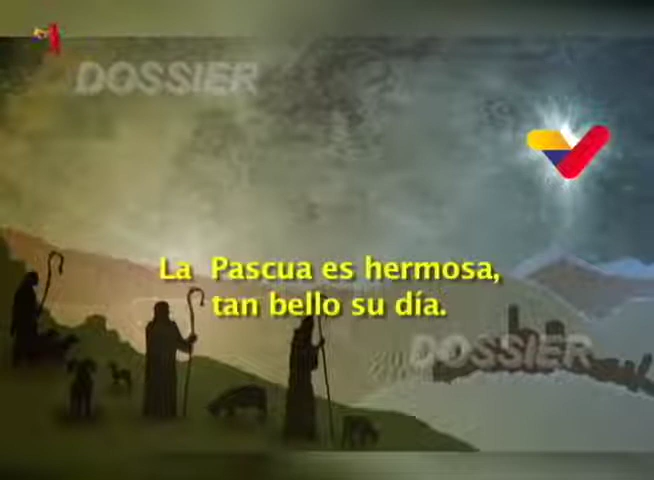 DOSSIER
La Pascua es hermosa,
tan bello su día.
DOSSIER